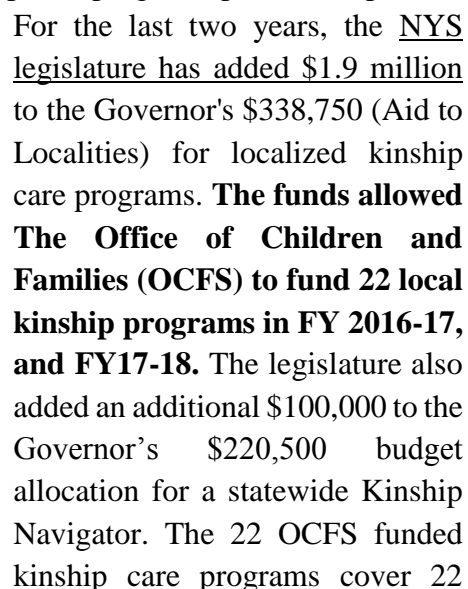 For the last two years, the NYS
legislature has added $1.9 million
to the Governor's $338,750 (Aid to
Localities) for localized kinship
care programs. The funds allowed
The Office of Children and
Families (OCFS) to fund 22 local
kinship programs in FY 2016-17,
and FY17-18. The legislature also
added an additional $100,000 to the
Governor’s $220,500 budget
allocation for a statewide Kinship
Navigator. The 22 OCFS funded
kinship care programs cover 22